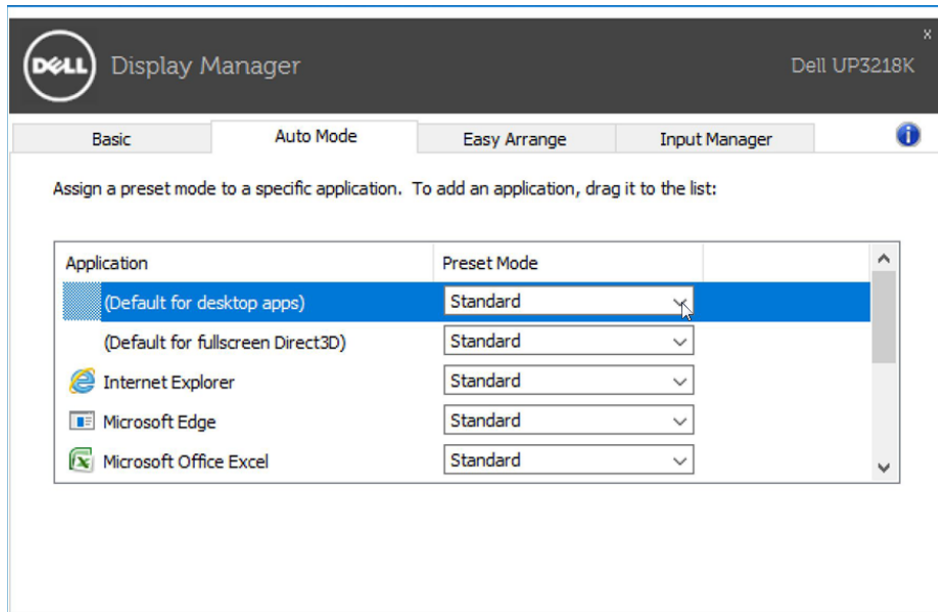 x
DELL Display Manager Dell UP3218K
Basic Auto Mode Easy Arrange Input Manager
Assign a preset mode to a specific application. To add an application, drag it to the list:
Application Preset Mode
(Default for desktop apps) Standard
(Default for fullscreen Direct3D) Standard
Internet Explorer Standard
Microsoft Edge Standard
Microsoft Office Excel Standard